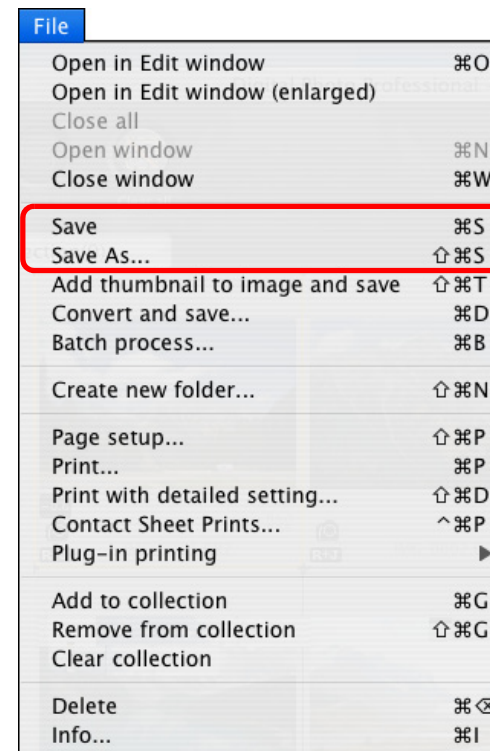 File
Open in Edit window ⌘O
Open in Edit window (enlarged)
Close all
Open window ⌘N
Close window ⌘W
Save ⌘S
Save As... ⇧⌘S
Add thumbnail to image and save ⇧⌘T
Convert and save... ⌘D
Batch process... ⌘B
Create new folder... ⇧⌘N
Page setup... ⇧⌘P
Print... ⌘P
Print with detailed setting... ⇧⌘D
Contact Sheet Prints... ^⌘P
Plug-in printing ▶
Add to collection ⌘G
Remove from collection ⇧⌘G
Clear collection
Delete ⌘⌫
Info... ⌘I